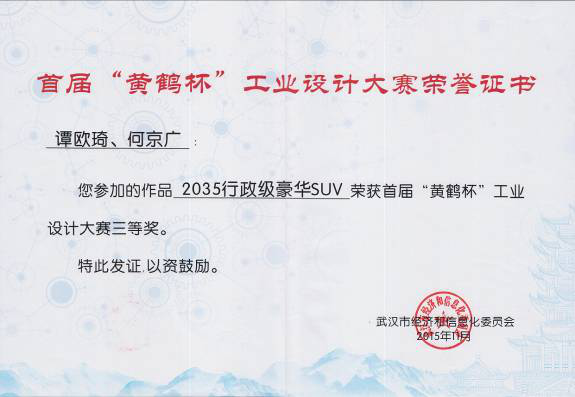 首届“黄鹤杯”工业设计大赛荣誉证书
谭欧琦、何京广：
您参加的作品 2035行政级豪华SUV 荣获首届“黄鹤杯”工业
设计大赛三等奖。
特此发证,以资鼓励。
武汉市经济和信息化委员会
2015年11月